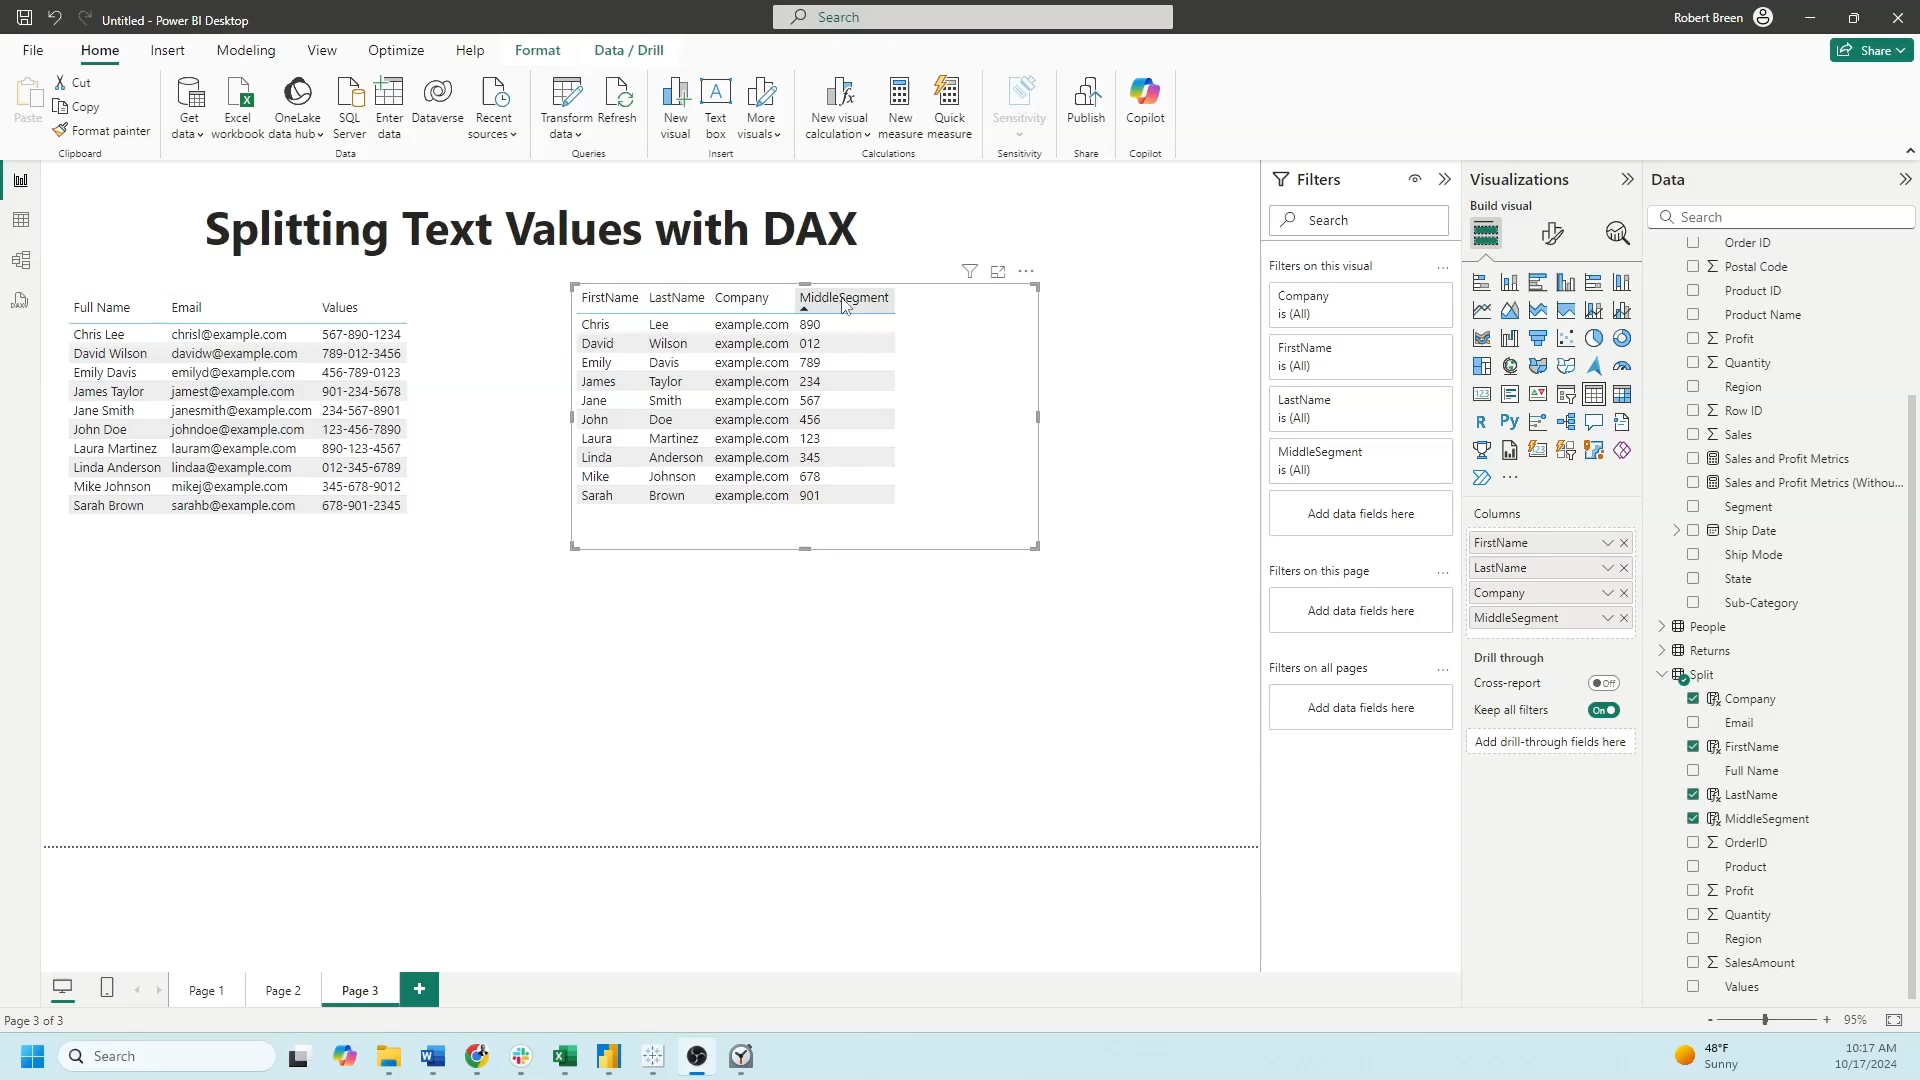 Untitled - Power BI Desktop
Search
Robert Breen
File
Home
Insert
Modeling
View
Optimize
Help
Format
Data / Drill
Share
Paste
Cut
Copy
Format painter
Clipboard
Get data
Excel workbook
OneLake data hub
SQL Server
Enter data
Dataverse
Recent sources
Data
Transform data
Refresh
Queries
New visual
Text box
More visuals
Insert
New visual calculation
New measure
Quick measure
Calculations
Sensitivity
Sensitivity
Publish
Share
Copilot
Copilot
Splitting Text Values with DAX
Full Name Email Values
Chris Lee chrisl@example.com 567-890-1234
David Wilson davidw@example.com 789-012-3456
Emily Davis emilyd@example.com 456-789-0123
James Taylor jamest@example.com 901-234-5678
Jane Smith janesmith@example.com 234-567-8901
John Doe johndoe@example.com 123-456-7890
Laura Martinez lauram@example.com 890-123-4567
Linda Anderson lindaa@example.com 012-345-6789
Mike Johnson mikej@example.com 345-678-9012
Sarah Brown sarahb@example.com 678-901-2345
FirstName LastName Company MiddleSegment
Chris Lee example.com 890
David Wilson example.com 012
Emily Davis example.com 789
James Taylor example.com 234
Jane Smith example.com 567
John Doe example.com 456
Laura Martinez example.com 123
Linda Anderson example.com 345
Mike Johnson example.com 678
Sarah Brown example.com 901
Filters
Search
Filters on this visual
Company
is (All)
FirstName
is (All)
LastName
is (All)
MiddleSegment
is (All)
Add data fields here
Filters on this page
Add data fields here
Filters on all pages
Add data fields here
Visualizations
Build visual
123
R
Py
Columns
FirstName
LastName
Company
MiddleSegment
Drill through
Cross-report
Off
Keep all filters
On
Add drill-through fields here
Data
Search
Order ID
Postal Code
Product ID
Product Name
Profit
Quantity
Region
Row ID
Sales
Sales and Profit Metrics
Sales and Profit Metrics (Withou...
Segment
Ship Date
Ship Mode
State
Sub-Category
People
Returns
Split
Company
Email
FirstName
Full Name
LastName
MiddleSegment
OrderID
Product
Profit
Quantity
Region
SalesAmount
Values
Page 1
Page 2
Page 3
Page 3 of 3
95%
Search
48°F
Sunny
10:17 AM
10/17/2024